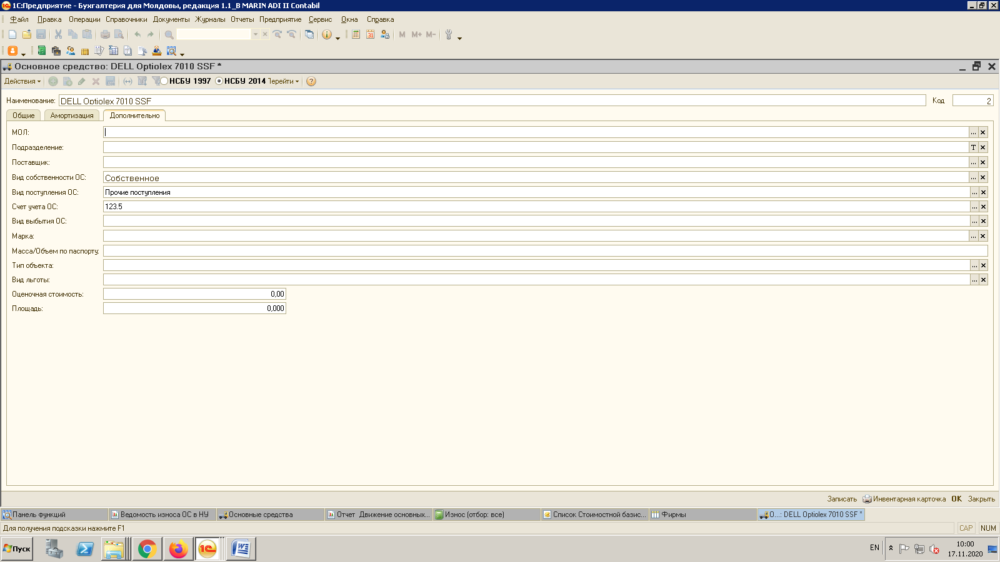 1С:Предприятие - Бухгалтерия для Молдовы, редакция 1.1_B MARIN ADI II Contabil
Файл Правка Операции Справочники Документы Журналы Отчеты Предприятие Сервис Окна Справка
M M+ M-
Основное средство: DELL Optiolex 7010 SSF *
Действия НСБУ 1997 НСБУ 2014 Перейти
Наименование: DELL Optiolex 7010 SSF Код 2
Общие Амортизация Дополнительно
МОЛ: ... x
Подразделение: T x
Поставщик: ... x
Вид собственности ОС: Собственное ... x
Вид поступления ОС: Прочие поступления ... x
Счет учета ОС: 123.5 ... x
Вид выбытия ОС: ... x
Марка: ... x
Масса/Объем по паспорту:
Тип объекта: ... x
Вид льготы: ... x
Оценочная стоимость: 0,00
Площадь: 0,000
Записать Инвентарная карточка OK Закрыть
Панель функций Ведомость износа ОС в НУ Основные средства Отчет Движение основных... Износ (отбор: все) Список Стоимостной базис... Фирмы О...: DELL Optiolex 7010 SSF *
Для получения подсказки нажмите F1 CAP NUM
Пуск EN 10:00
17.11.2020